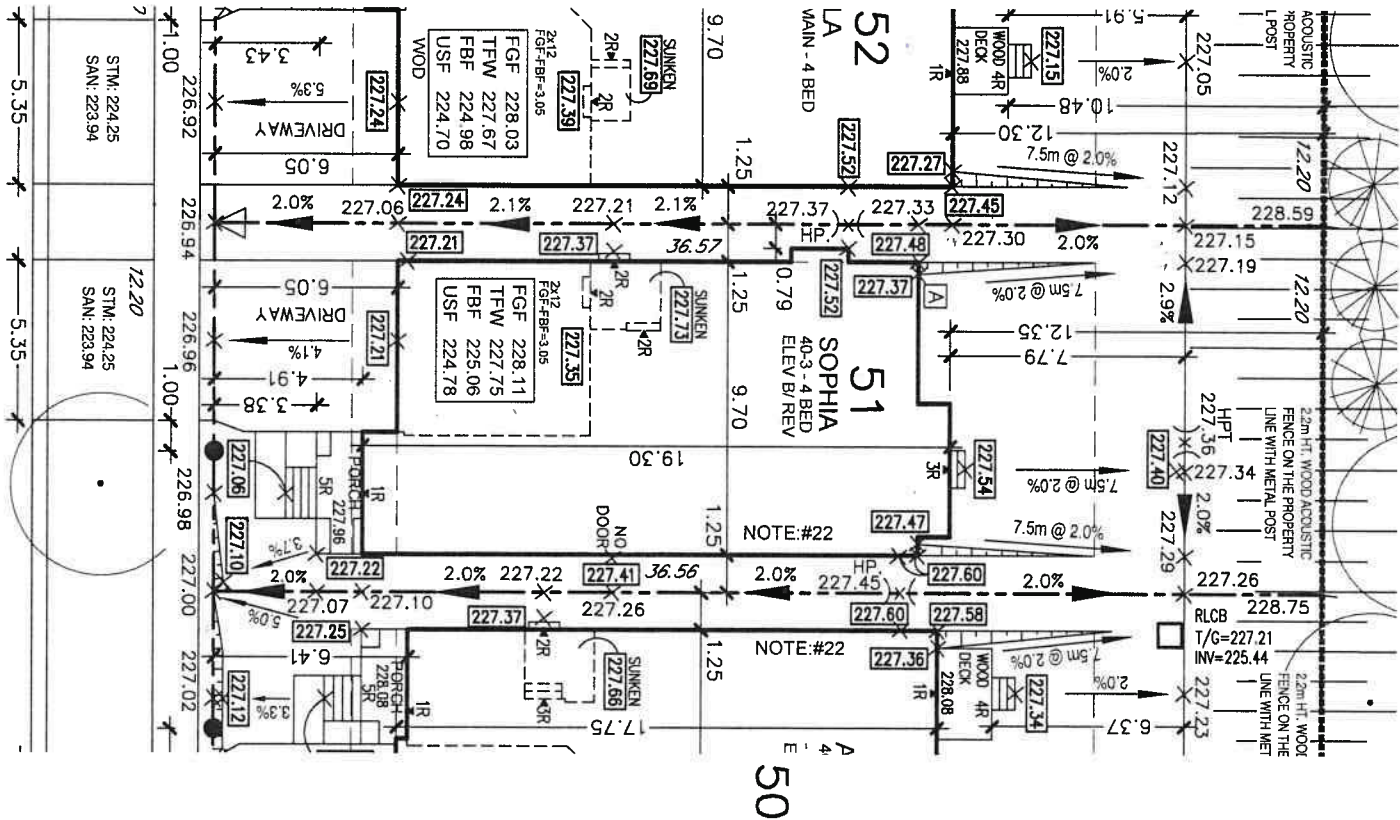 ACOUSTIC
PROPERTY
L POST
5.91
227.05
227.15
2.0%
WOOD 4R
DECK
227.88
1R
52
LA
MAIN - 4 BED
9.70
SUNKEN
227.69
2R
2R
2x12
FGF-FBF=3.05
227.39
FGF 228.03
TFW 227.67
FBF 224.98
USF 224.70
WOD
3.43
1.00
5.35
STM: 224.25
SAN: 223.94
226.92
5.3%
DRIVEWAY
6.05
227.24
10.48
12.30
7.5m @ 2.0%
227.12
12.20
227.27
227.52
1.25
227.24
227.45
226.94
2.0%
227.06
2.1%
227.21
2.1%
227.37
HP.
227.33
227.30
2.0%
227.15
228.59
227.21
227.37
36.57
227.48
227.19
12.20
STM: 224.25
SAN: 223.94
5.35
6.05
DRIVEWAY
4.1%
226.96
227.21
2R
2R
2R
SUNKEN
227.73
1.25
0.79
227.52
227.37
A
7.5m @ 2.0%
2.9%
12.20
12.35
7.79
2x12
FGF-FBF=3.05
227.35
FGF 228.11
TFW 227.75
FBF 225.06
USF 224.78
51
SOPHIA
40-3- 4 BED
ELEV B/ REV
9.70
4.91
3.38
1.00
HPT
227.36
227.34
227.40
2.2m HT. WOOD ACOUSTIC
FENCE ON THE PROPERTY
LINE WITH METAL POST
19.30
3R
227.54
7.5m @ 2.0%
2.0%
227.06
226.98
5R
PORCH
227.96
1R
NO
DOOR
1.25
NOTE:#22
227.47
7.5m @ 2.0%
227.29
227.10
3.7%
227.22
227.41
36.56
HP.
227.60
227.00
2.0%
227.07
227.10
2.0%
227.22
227.26
2.0%
227.45
2.0%
227.26
228.75
5.0%
227.25
227.37
227.60
227.58
RLCB
T/G=227.21
INV=225.44
6.41
2R
SUNKEN
227.66
3R
1.25
NOTE:#22
227.36
7.5m @ 2.0%
WOOD 4R
DECK
228.08
1R
227.34
2.0%
227.23
2.2m HT. WOOD
FENCE ON THE
LINE WITH MET
227.02
227.12
3.3%
5R
PORCH
228.08
1R
17.75
6.37
A
50